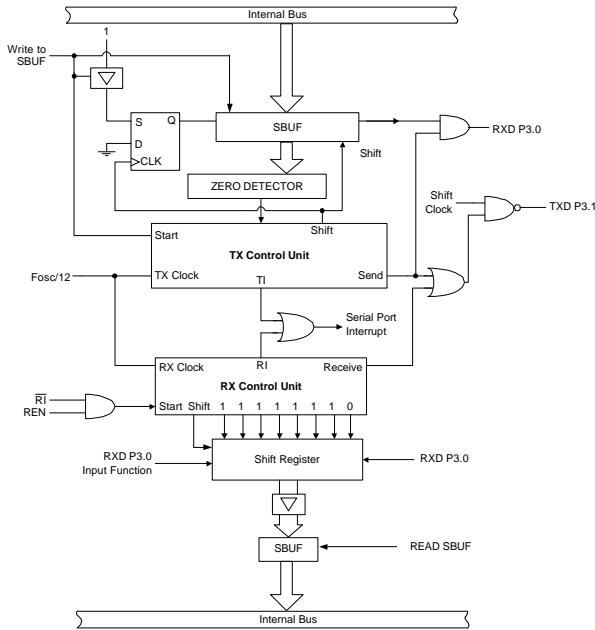 Internal Bus
1
Write to
SBUF
S Q
D
CLK
SBUF
RXD P3.0
Shift
ZERO DETECTOR
Shift
Clock
TXD P3.1
Start
Shift
TX Control Unit
Fosc/12
TX Clock
Send
TI
Serial Port
Interrupt
RX Clock
RI
Receive
RX Control Unit
RI
REN
Start Shift 1 1 1 1 1 1 1 0
RXD P3.0
Input Function
Shift Register
RXD P3.0
SBUF
READ SBUF
Internal Bus